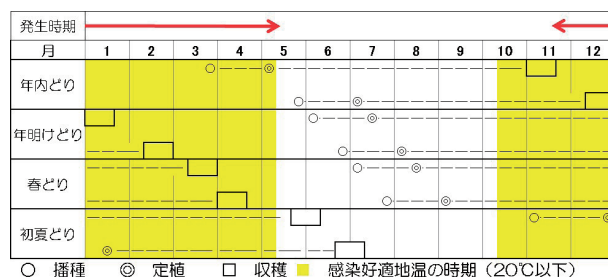 発生時期
月 1 2 3 4 5 6 7 8 9 10 11 12
年内どり
年明けどり
春どり
初夏どり
○ 播種 ◎ 定植 □ 収穫 ■ 感染好適地温の時期（20℃以下）